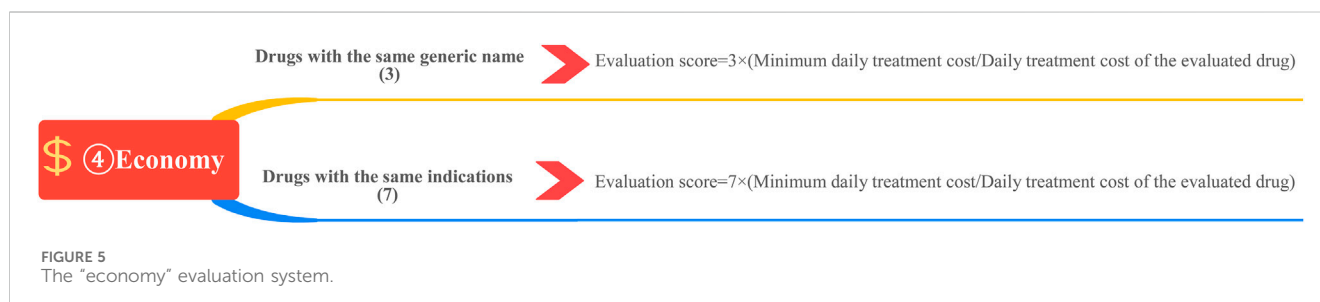 Drugs with the same generic name
(3)
Evaluation score=3×(Minimum daily treatment cost/Daily treatment cost of the evaluated drug)
$ ④Economy
Drugs with the same indications
(7)
Evaluation score=7×(Minimum daily treatment cost/Daily treatment cost of the evaluated drug)
FIGURE 5
The “economy” evaluation system.